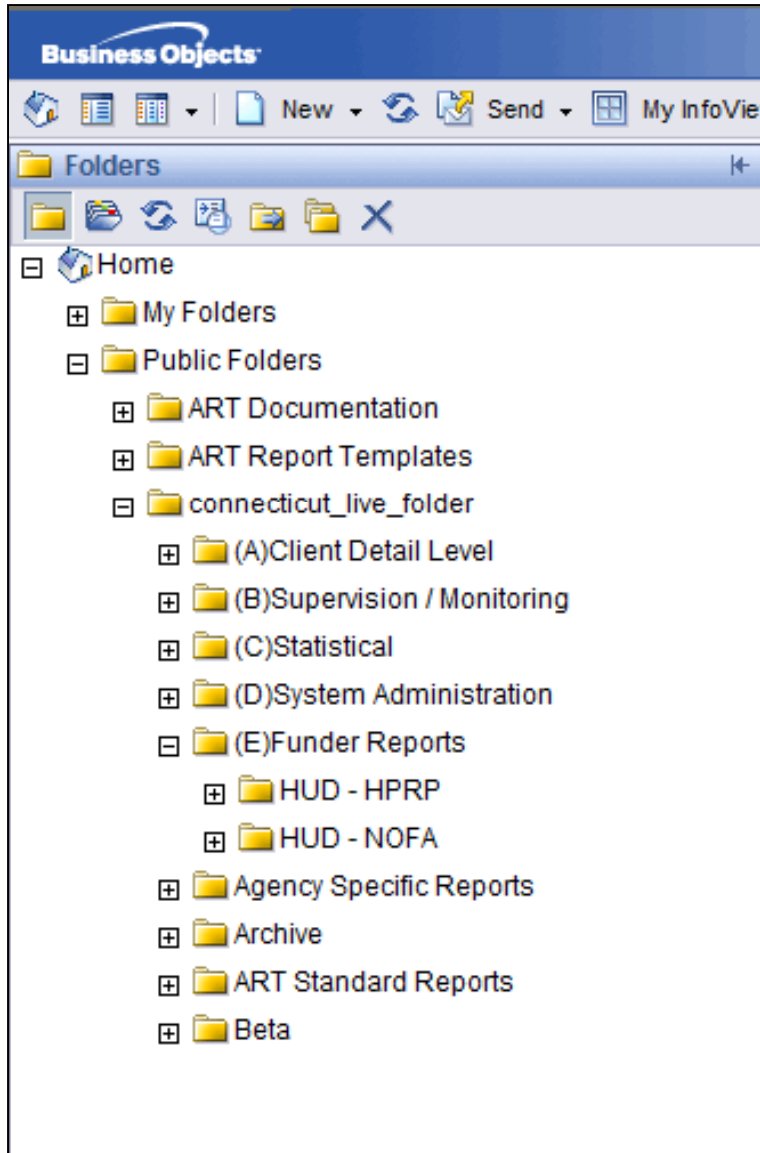 Business Objects
New Send My InfoVie
Folders
Home
My Folders
Public Folders
ART Documentation
ART Report Templates
connecticut_live_folder
(A)Client Detail Level
(B)Supervision / Monitoring
(C)Statistical
(D)System Administration
(E)Funder Reports
HUD - HPRP
HUD - NOFA
Agency Specific Reports
Archive
ART Standard Reports
Beta